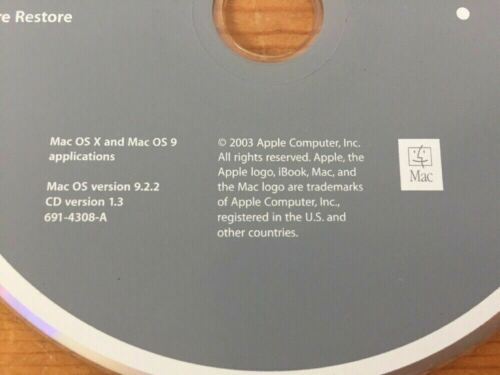 re Restore
Mac OS X and Mac OS 9
applications
Mac OS version 9.2.2
CD version 1.3
691-4308-A
© 2003 Apple Computer, Inc.
All rights reserved. Apple, the
Apple logo, iBook, Mac, and
the Mac logo are trademarks
of Apple Computer, Inc.,
registered in the U.S. and
other countries.
Mac